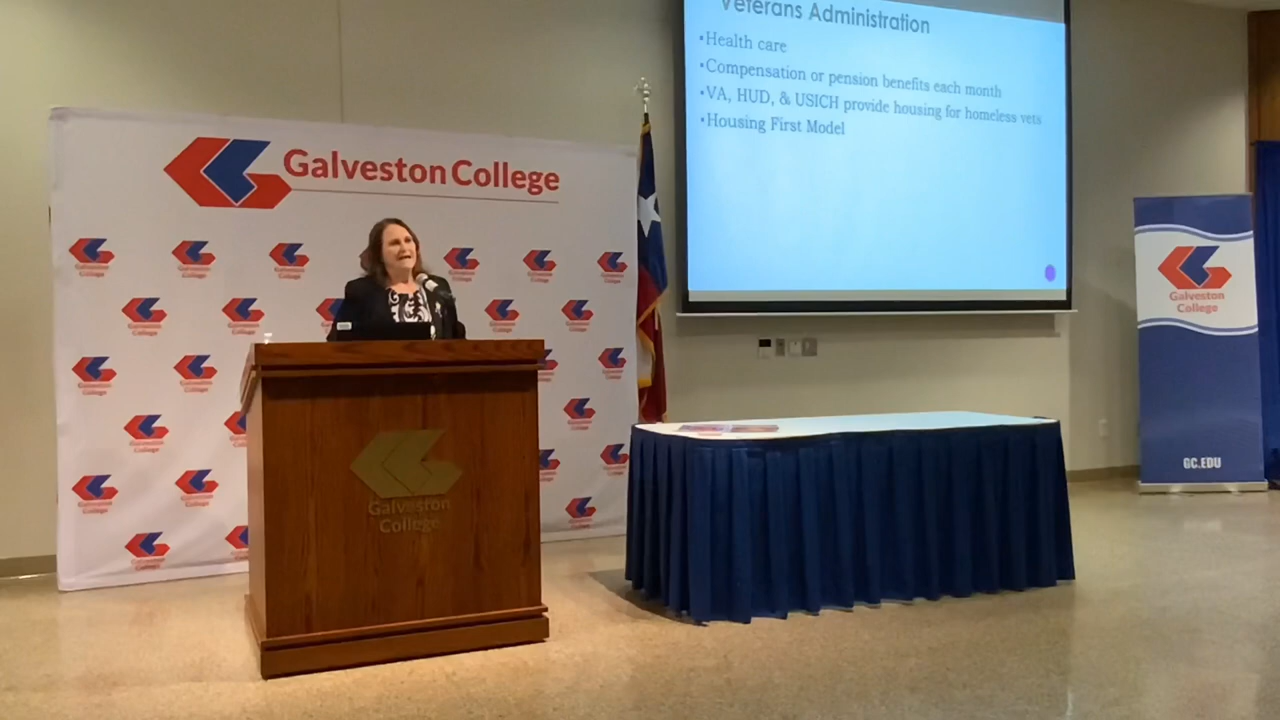 Veterans Administration
•Health care
•Compensation or pension benefits each month
•VA, HUD, & USICH provide housing for homeless vets
•Housing First Model
Galveston College
Galveston
College
Galveston
College
GC.EDU